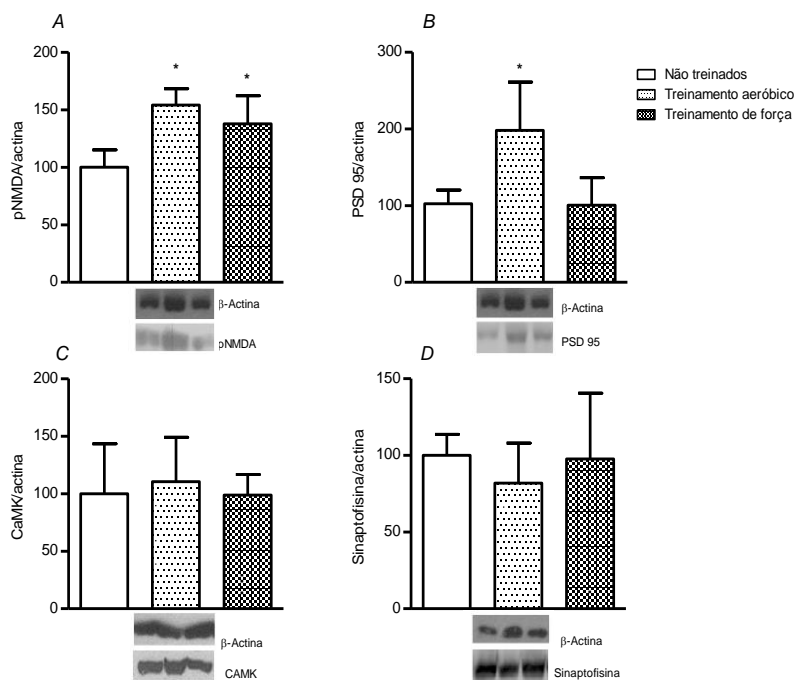 A
200
150
100
50
0
pNMDA/actina
*
*
β-Actina
pNMDA
B
300
200
100
0
PSD 95/actina
*
β-Actina
PSD 95
Não treinados
Treinamento aeróbico
Treinamento de força
C
200
150
100
50
0
CaMK/actina
β-Actina
CAMK
D
150
100
50
0
Sinaptofisina/actina
β-Actina
Sinaptofisina